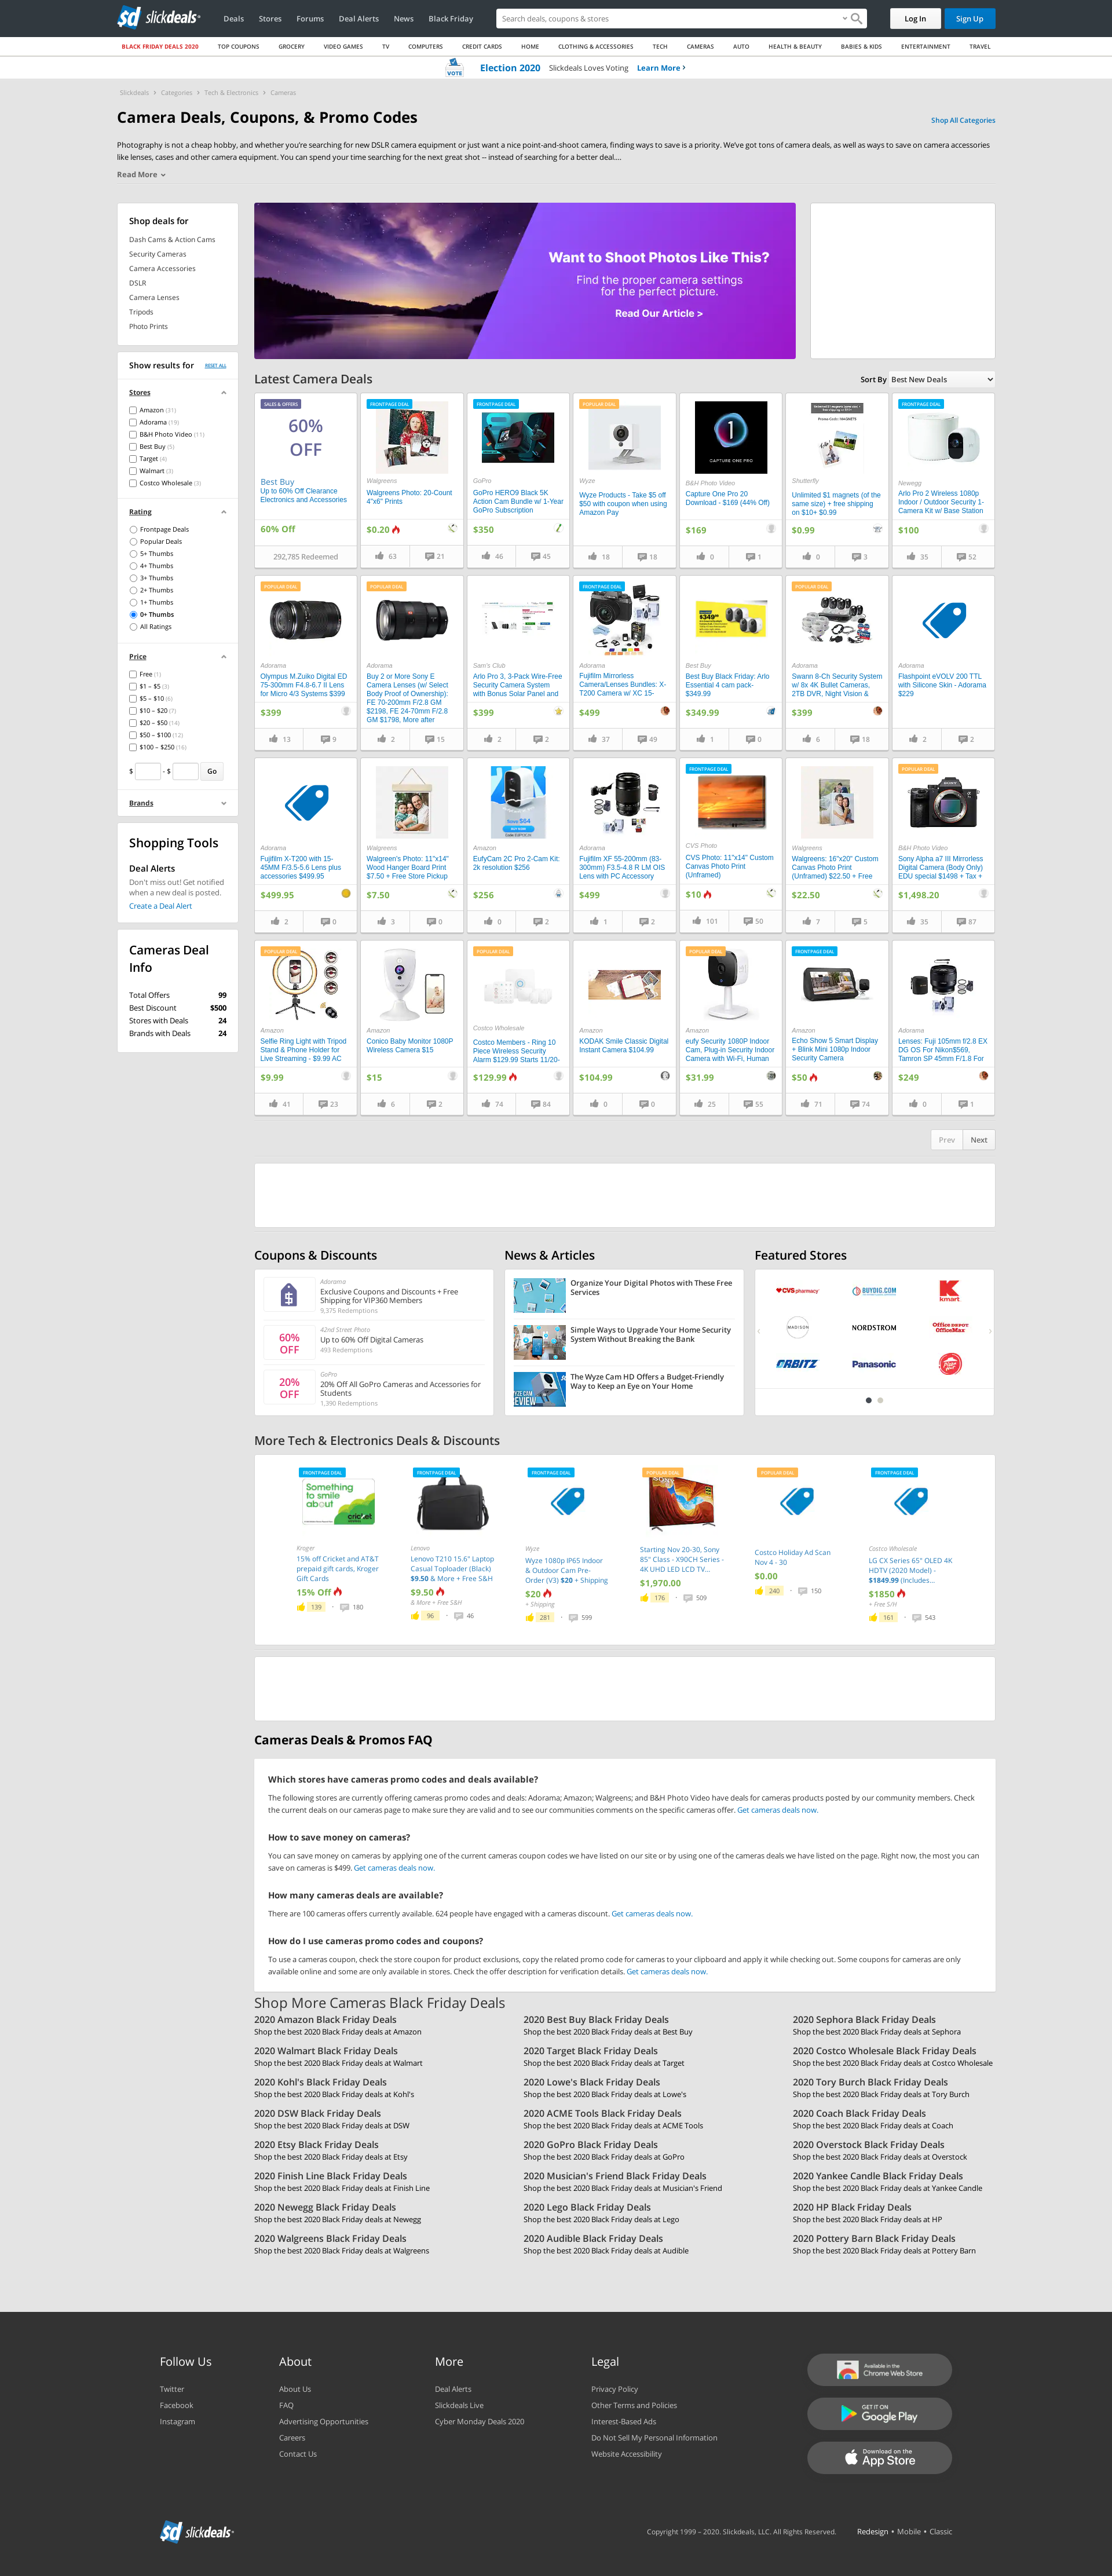 sd slickdeals
Deals Stores Forums Deal Alerts News Black Friday
Search deals, coupons & stores
Log In
Sign Up
BLACK FRIDAY DEALS 2020 TOP COUPONS GROCERY VIDEO GAMES TV COMPUTERS CREDIT CARDS HOME CLOTHING & ACCESSORIES TECH CAMERAS AUTO HEALTH & BEAUTY BABIES & KIDS ENTERTAINMENT TRAVEL
VOTE Election 2020 Slickdeals Loves Voting Learn More
Slickdeals Categories Tech & Electronics Cameras
Camera Deals, Coupons, & Promo Codes
Shop All Categories
Photography is not a cheap hobby, and whether you're searching for new DSLR camera equipment or just want a nice point-and-shoot camera, finding ways to save is a priority. We've got tons of camera deals, as well as ways to save on camera accessories
like lenses, cases and other camera equipment. You can spend your time searching for the next great shot -- instead of searching for a better deal....
Read More
Shop deals for
Dash Cams & Action Cams
Security Cameras
Camera Accessories
DSLR
Camera Lenses
Tripods
Photo Prints
Show results for RESET ALL
Stores
Amazon (31)
Adorama (19)
B&H Photo Video (11)
Best Buy (5)
Target (4)
Walmart (3)
Costco Wholesale (3)
Rating
Frontpage Deals
Popular Deals
5+ Thumbs
4+ Thumbs
3+ Thumbs
2+ Thumbs
1+ Thumbs
0+ Thumbs
All Ratings
Price
Free (1)
$1 – $5 (3)
$5 – $10 (6)
$10 – $20 (7)
$20 – $50 (14)
$50 – $100 (12)
$100 – $250 (16)
$ - $ Go
Brands
Shopping Tools
Deal Alerts
Don't miss out! Get notified
when a new deal is posted.
Create a Deal Alert
Cameras Deal
Info
Total Offers 99
Best Discount $500
Stores with Deals 24
Brands with Deals 24
Want to Shoot Photos Like This?
Find the proper camera settings
for the perfect picture.
Read Our Article >
Latest Camera Deals
Sort By Best New Deals
SALES & OFFERS
60%
OFF
Best Buy
Up to 60% Off Clearance
Electronics and Accessories
60% Off
292,785 Redeemed
FRONTPAGE DEAL
Walgreens
Walgreens Photo: 20-Count
4"x6" Prints
$0.20
63 21
FRONTPAGE DEAL
GoPro
GoPro HERO9 Black 5K
Action Cam Bundle w/ 1-Year
GoPro Subscription
$350
46 45
POPULAR DEAL
Wyze
Wyze Products - Take $5 off
$50 with coupon when using
Amazon Pay
18 18
1
CAPTURE ONE PRO
B&H Photo Video
Capture One Pro 20
Download - $169 (44% Off)
$169
0 1
Shutterfly
Unlimited $1 magnets (of the
same size) + free shipping
on $10+ $0.99
$0.99
0 3
FRONTPAGE DEAL
Newegg
Arlo Pro 2 Wireless 1080p
Indoor / Outdoor Security 1-
Camera Kit w/ Base Station
$100
35 52
POPULAR DEAL
Adorama
Olympus M.Zuiko Digital ED
75-300mm F4.8-6.7 II Lens
for Micro 4/3 Systems $399
$399
13 9
POPULAR DEAL
Adorama
Buy 2 or More Sony E
Camera Lenses (w/ Select
Body Proof of Ownership):
FE 70-200mm F/2.8 GM
$2198, FE 24-70mm F/2.8
GM $1798, More after
2 15
Sam's Club
Arlo Pro 3, 3-Pack Wire-Free
Security Camera System
with Bonus Solar Panel and
$399
2 2
FRONTPAGE DEAL
Adorama
Fujifilm Mirrorless
Camera/Lenses Bundles: X-
T200 Camera w/ XC 15-
$499
37 49
Best Buy
Best Buy Black Friday: Arlo
Essential 4 cam pack-
$349.99
$349.99
1 0
POPULAR DEAL
Adorama
Swann 8-Ch Security System
w/ 8x 4K Bullet Cameras,
2TB DVR, Night Vision &
$399
6 18
Adorama
Flashpoint eVOLV 200 TTL
with Silicone Skin - Adorama
$229
2 2
Adorama
Fujifilm X-T200 with 15-
45MM F/3.5-5.6 Lens plus
accessories $499.95
$499.95
2 0
Walgreens
Walgreen's Photo: 11"x14"
Wood Hanger Board Print
$7.50 + Free Store Pickup
$7.50
3 0
Amazon
EufyCam 2C Pro 2-Cam Kit:
2k resolution $256
$256
0 2
Adorama
Fujifilm XF 55-200mm (83-
300mm) F3.5-4.8 R LM OIS
Lens with PC Accessory
$499
1 2
FRONTPAGE DEAL
CVS Photo
CVS Photo: 11"x14" Custom
Canvas Photo Print
(Unframed)
$10
101 50
Walgreens
Walgreens: 16"x20" Custom
Canvas Photo Print
(Unframed) $22.50 + Free
$22.50
7 5
POPULAR DEAL
B&H Photo Video
Sony Alpha a7 III Mirrorless
Digital Camera (Body Only)
EDU special $1498 + Tax +
$1,498.20
35 87
POPULAR DEAL
Amazon
Selfie Ring Light with Tripod
Stand & Phone Holder for
Live Streaming - $9.99 AC
$9.99
41 23
Amazon
Conico Baby Monitor 1080P
Wireless Camera $15
$15
6 2
POPULAR DEAL
Costco Wholesale
Costco Members - Ring 10
Piece Wireless Security
Alarm $129.99 Starts 11/20-
$129.99
74 84
Amazon
KODAK Smile Classic Digital
Instant Camera $104.99
$104.99
0 0
POPULAR DEAL
Amazon
eufy Security 1080P Indoor
Cam, Plug-in Security Indoor
Camera with Wi-Fi, Human
$31.99
25 55
FRONTPAGE DEAL
Amazon
Echo Show 5 Smart Display
+ Blink Mini 1080p Indoor
Security Camera
$50
71 74
Adorama
Lenses: Fuji 105mm f/2.8 EX
DG OS For Nikon$569,
Tamron SP 45mm F/1.8 For
$249
0 1
Prev Next
Coupons & Discounts
Adorama
Exclusive Coupons and Discounts + Free
Shipping for VIP360 Members
9,375 Redemptions
60%
OFF
42nd Street Photo
Up to 60% Off Digital Cameras
493 Redemptions
20%
OFF
GoPro
20% Off All GoPro Cameras and Accessories for
Students
1,390 Redemptions
News & Articles
Organize Your Digital Photos with These Free
Services
Simple Ways to Upgrade Your Home Security
System Without Breaking the Bank
The Wyze Cam HD Offers a Budget-Friendly
Way to Keep an Eye on Your Home
Featured Stores
CVS pharmacy BUYDIG.COM kmart
MADISON NORDSTROM Office DEPOT OfficeMax
ORBITZ Panasonic Pizza Hut
More Tech & Electronics Deals & Discounts
FRONTPAGE DEAL
Something
to smile
about
cricket
Kroger
15% off Cricket and AT&T
prepaid gift cards, Kroger
Gift Cards
15% Off
139 180
FRONTPAGE DEAL
Lenovo
Lenovo T210 15.6" Laptop
Casual Toploader (Black)
$9.50 & More + Free S&H
$9.50
& More + Free S&H
96 46
FRONTPAGE DEAL
Wyze
Wyze 1080p IP65 Indoor
& Outdoor Cam Pre-
Order (V3) $20 + Shipping
$20
+ Shipping
281 599
POPULAR DEAL
SONY
Starting Nov 20-30, Sony
85" Class - X90CH Series -
4K UHD LED LCD TV...
$1,970.00
176 509
POPULAR DEAL
Costco Holiday Ad Scan
Nov 4 - 30
$0.00
240 150
FRONTPAGE DEAL
Costco Wholesale
LG CX Series 65" OLED 4K
HDTV (2020 Model) -
$1849.99 (Includes...
$1850
+ Free S/H
161 543
Cameras Deals & Promos FAQ
Which stores have cameras promo codes and deals available?
The following stores are currently offering cameras promo codes and deals: Adorama; Amazon; Walgreens; and B&H Photo Video have deals for cameras products posted by our community members. Check
the current deals on our cameras page to make sure they are valid and to see our communities comments on the specific cameras offer. Get cameras deals now.
How to save money on cameras?
You can save money on cameras by applying one of the current cameras coupon codes we have listed on our site or by using one of the cameras deals we have listed on the page. Right now, the most you can
save on cameras is $499. Get cameras deals now.
How many cameras deals are available?
There are 100 cameras offers currently available. 624 people have engaged with a cameras discount. Get cameras deals now.
How do I use cameras promo codes and coupons?
To use a cameras coupon, check the store coupon for product exclusions, copy the related promo code for cameras to your clipboard and apply it while checking out. Some coupons for cameras are only
available online and some are only available in stores. Check the offer description for verification details. Get cameras deals now.
Shop More Cameras Black Friday Deals
2020 Amazon Black Friday Deals
Shop the best 2020 Black Friday deals at Amazon
2020 Best Buy Black Friday Deals
Shop the best 2020 Black Friday deals at Best Buy
2020 Sephora Black Friday Deals
Shop the best 2020 Black Friday deals at Sephora
2020 Walmart Black Friday Deals
Shop the best 2020 Black Friday deals at Walmart
2020 Target Black Friday Deals
Shop the best 2020 Black Friday deals at Target
2020 Costco Wholesale Black Friday Deals
Shop the best 2020 Black Friday deals at Costco Wholesale
2020 Kohl's Black Friday Deals
Shop the best 2020 Black Friday deals at Kohl's
2020 Lowe's Black Friday Deals
Shop the best 2020 Black Friday deals at Lowe's
2020 Tory Burch Black Friday Deals
Shop the best 2020 Black Friday deals at Tory Burch
2020 DSW Black Friday Deals
Shop the best 2020 Black Friday deals at DSW
2020 ACME Tools Black Friday Deals
Shop the best 2020 Black Friday deals at ACME Tools
2020 Coach Black Friday Deals
Shop the best 2020 Black Friday deals at Coach
2020 Etsy Black Friday Deals
Shop the best 2020 Black Friday deals at Etsy
2020 GoPro Black Friday Deals
Shop the best 2020 Black Friday deals at GoPro
2020 Overstock Black Friday Deals
Shop the best 2020 Black Friday deals at Overstock
2020 Finish Line Black Friday Deals
Shop the best 2020 Black Friday deals at Finish Line
2020 Musician's Friend Black Friday Deals
Shop the best 2020 Black Friday deals at Musician's Friend
2020 Yankee Candle Black Friday Deals
Shop the best 2020 Black Friday deals at Yankee Candle
2020 Newegg Black Friday Deals
Shop the best 2020 Black Friday deals at Newegg
2020 Lego Black Friday Deals
Shop the best 2020 Black Friday deals at Lego
2020 HP Black Friday Deals
Shop the best 2020 Black Friday deals at HP
2020 Walgreens Black Friday Deals
Shop the best 2020 Black Friday deals at Walgreens
2020 Audible Black Friday Deals
Shop the best 2020 Black Friday deals at Audible
2020 Pottery Barn Black Friday Deals
Shop the best 2020 Black Friday deals at Pottery Barn
Follow Us
Twitter
Facebook
Instagram
About
About Us
FAQ
Advertising Opportunities
Careers
Contact Us
More
Deal Alerts
Slickdeals Live
Cyber Monday Deals 2020
Legal
Privacy Policy
Other Terms and Policies
Interest-Based Ads
Do Not Sell My Personal Information
Website Accessibility
Available in the
Chrome Web Store
GET IT ON
Google Play
Download on the
App Store
sd slickdeals
Copyright 1999 – 2020. Slickdeals, LLC. All Rights Reserved. Redesign • Mobile • Classic